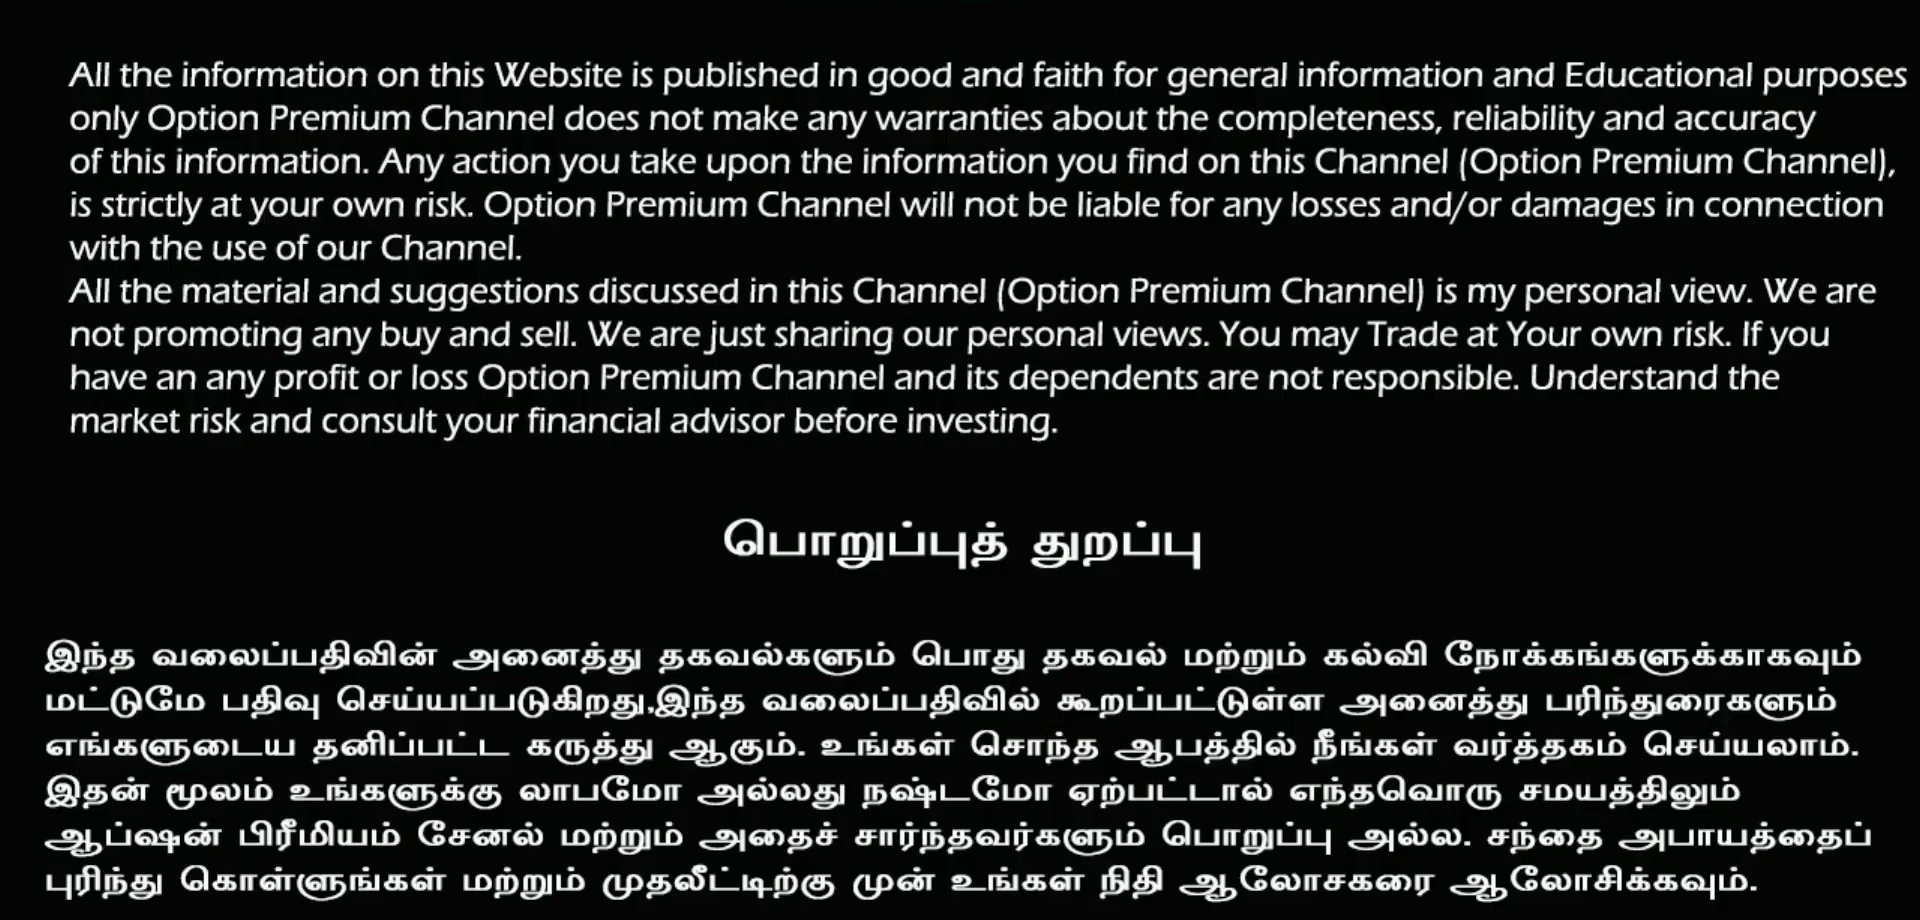 All the information on this Website is published in good and faith for general information and Educational purposes
only Option Premium Channel does not make any warranties about the completeness, reliability and accuracy
of this information. Any action you take upon the information you find on this Channel (Option Premium Channel),
is strictly at your own risk. Option Premium Channel will not be liable for any losses and/or damages in connection
with the use of our Channel.
All the material and suggestions discussed in this Channel (Option Premium Channel) is my personal view. We are
not promoting any buy and sell. We are just sharing our personal views. You may Trade at Your own risk. If you
have an any profit or loss Option Premium Channel and its dependents are not responsible. Understand the
market risk and consult your financial advisor before investing.
பொறுப்புத் துறப்பு
இந்த வலைப்பதிவின் அனைத்து தகவல்களும் பொது தகவல் மற்றும் கல்வி நோக்கங்களுக்காகவும்
மட்டுமே பதிவு செய்யப்படுகிறது.இந்த வலைப்பதிவில் கூறப்பட்டுள்ள அனைத்து பரிந்துரைகளும்
எங்களுடைய தனிப்பட்ட கருத்து ஆகும். உங்கள் சொந்த ஆபத்தில் நீங்கள் வர்த்தகம் செய்யலாம்.
இதன் மூலம் உங்களுக்கு லாபமோ அல்லது நஷ்டமோ ஏற்பட்டால் எந்தவொரு சமயத்திலும்
ஆப்ஷன் பிரீமியம் சேனல் மற்றும் அதைச் சார்ந்தவர்களும் பொறுப்பு அல்ல. சந்தை அபாயத்தைப்
புரிந்து கொள்ளுங்கள் மற்றும் முதலீட்டிற்கு முன் உங்கள் நிதி ஆலோசகரை ஆலோசிக்கவும்.